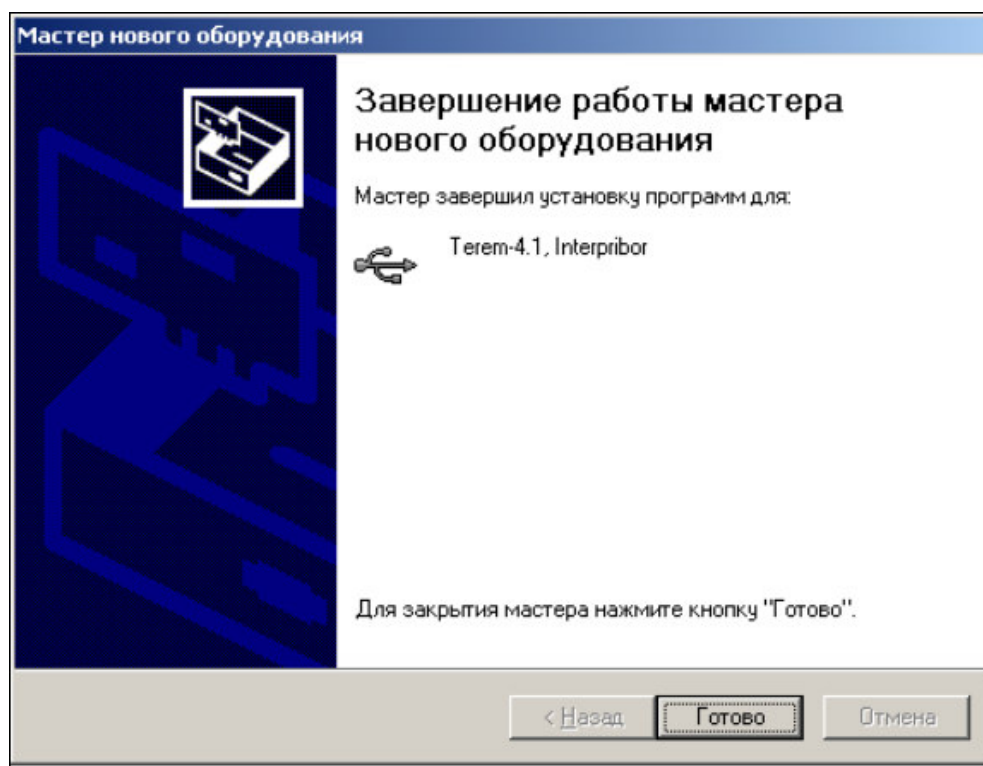 Мастер нового оборудования
Завершение работы мастера
нового оборудования
Мастер завершил установку программ для:
Terem-4.1, Interpribor
Для закрытия мастера нажмите кнопку "Готово".
< Назад
Готово
Отмена